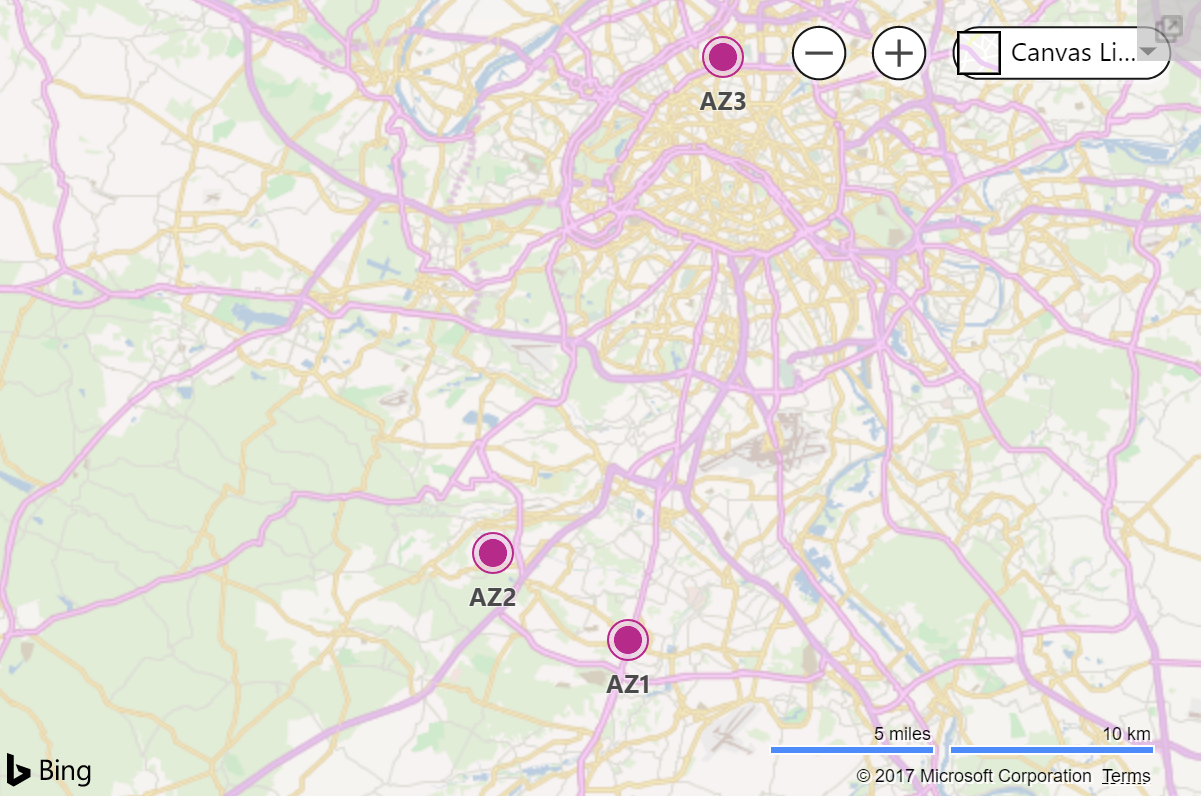 Canvas Li...
AZ3
AZ2
AZ1
5 miles
10 km
Bing
© 2017 Microsoft Corporation Terms